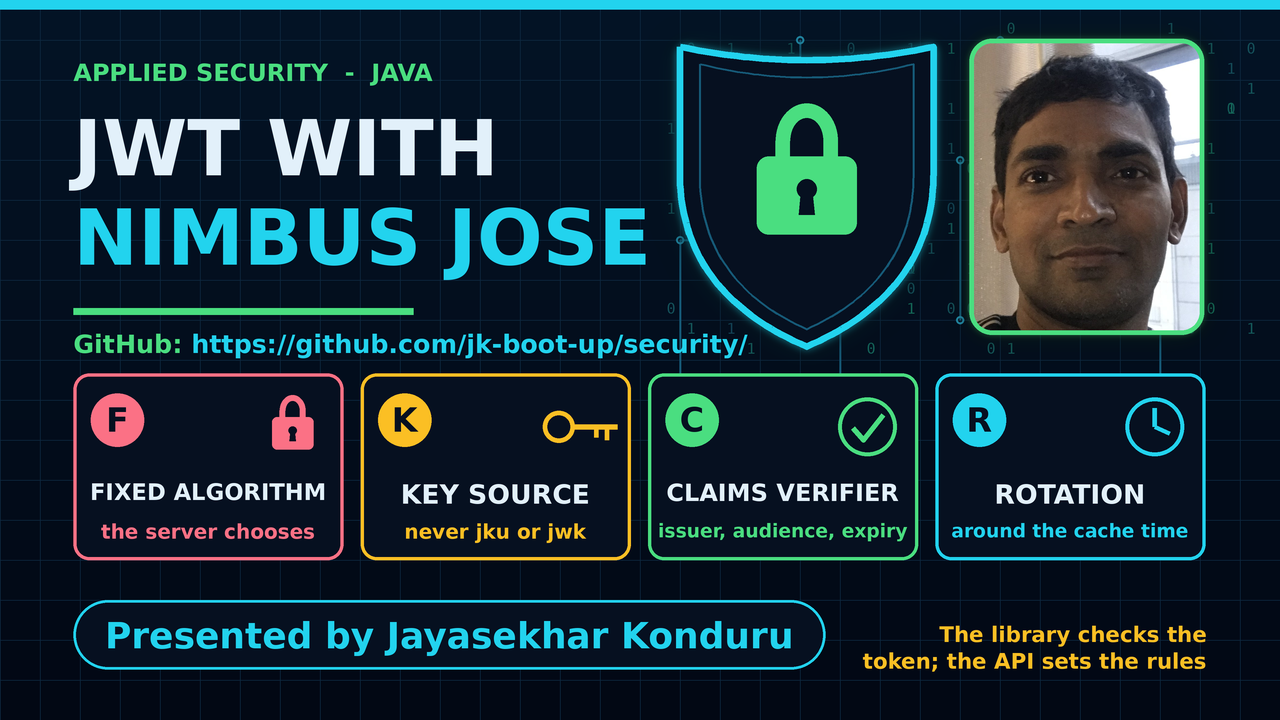 APPLIED SECURITY - JAVA
JWT WITH
NIMBUS JOSE
GitHub: https://github.com/jk-boot-up/security/
F
FIXED ALGORITHM
the server chooses
K
KEY SOURCE
never jku or jwk
C
CLAIMS VERIFIER
issuer, audience, expiry
R
ROTATION
around the cache time
Presented by Jayasekhar Konduru
The library checks the
token; the API sets the rules